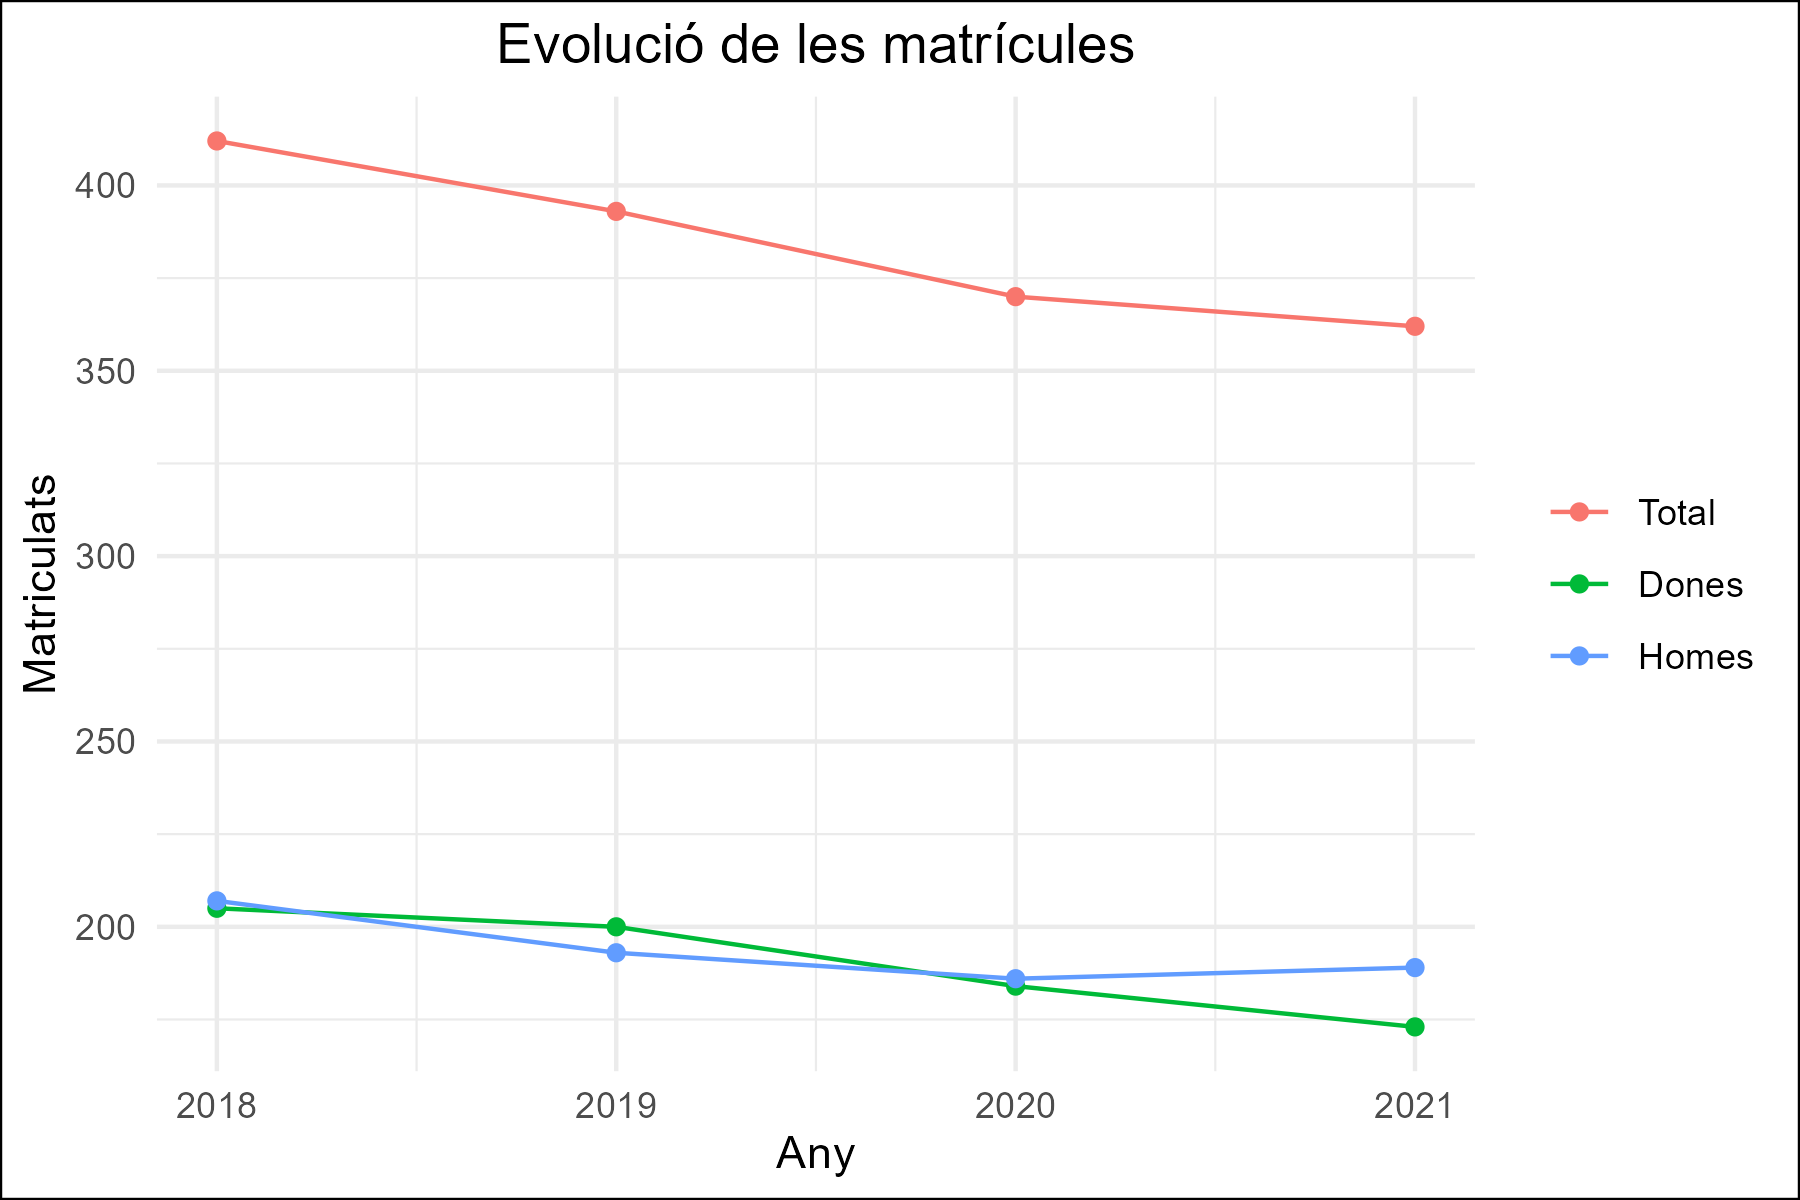 Evolució de les matrícules
Matriculats
400
350
300
250
200
2018 2019 2020 2021
Any
Total
Dones
Homes